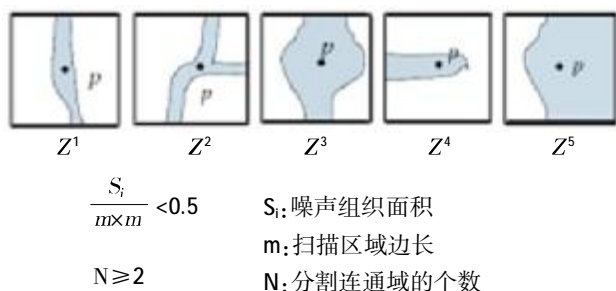 p p p p p
Z¹ Z² Z³ Z⁴ Z⁵
Sᵢ/m×m <0.5 Sᵢ:噪声组织面积
m:扫描区域边长
N≥2 N:分割连通域的个数